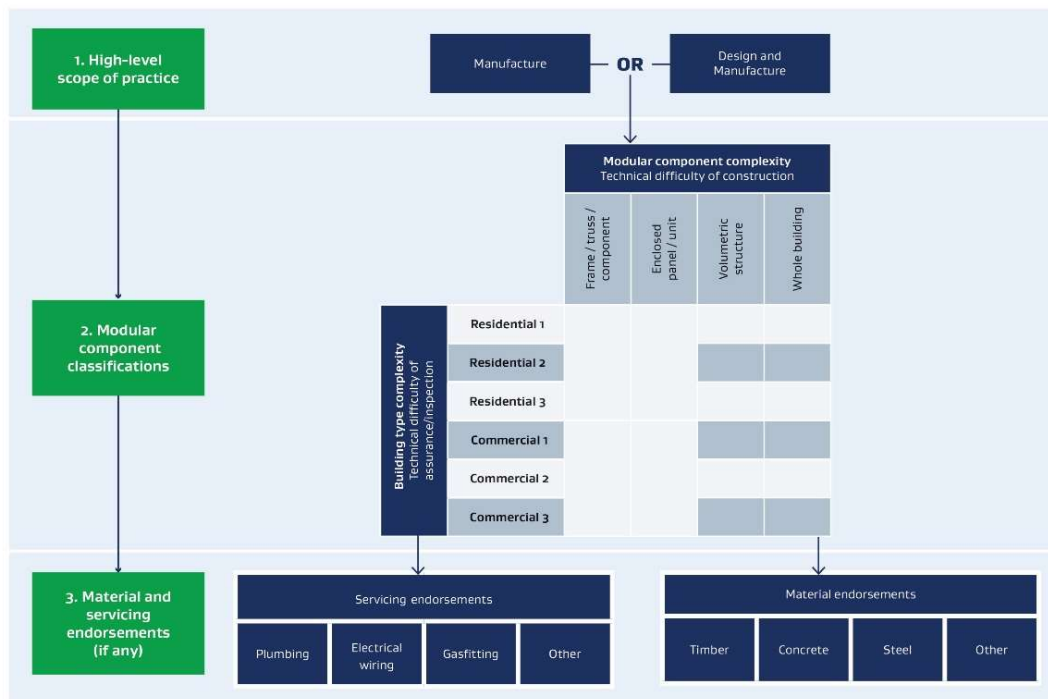 1. High-level
scope of practice
Manufacture
OR
Design and
Manufacture
Modular component complexity
Technical difficulty of construction
Frame / truss /
component
Enclosed
panel / unit
Volumetric
structure
Whole building
2. Modular
component
classifications
Building type complexity
Technical difficulty of
assurance/inspection
Residential 1
Residential 2
Residential 3
Commercial 1
Commercial 2
Commercial 3
3. Material and
servicing
endorsements
(if any)
Servicing endorsements
Plumbing
Electrical
wiring
Gasfitting
Other
Material endorsements
Timber
Concrete
Steel
Other